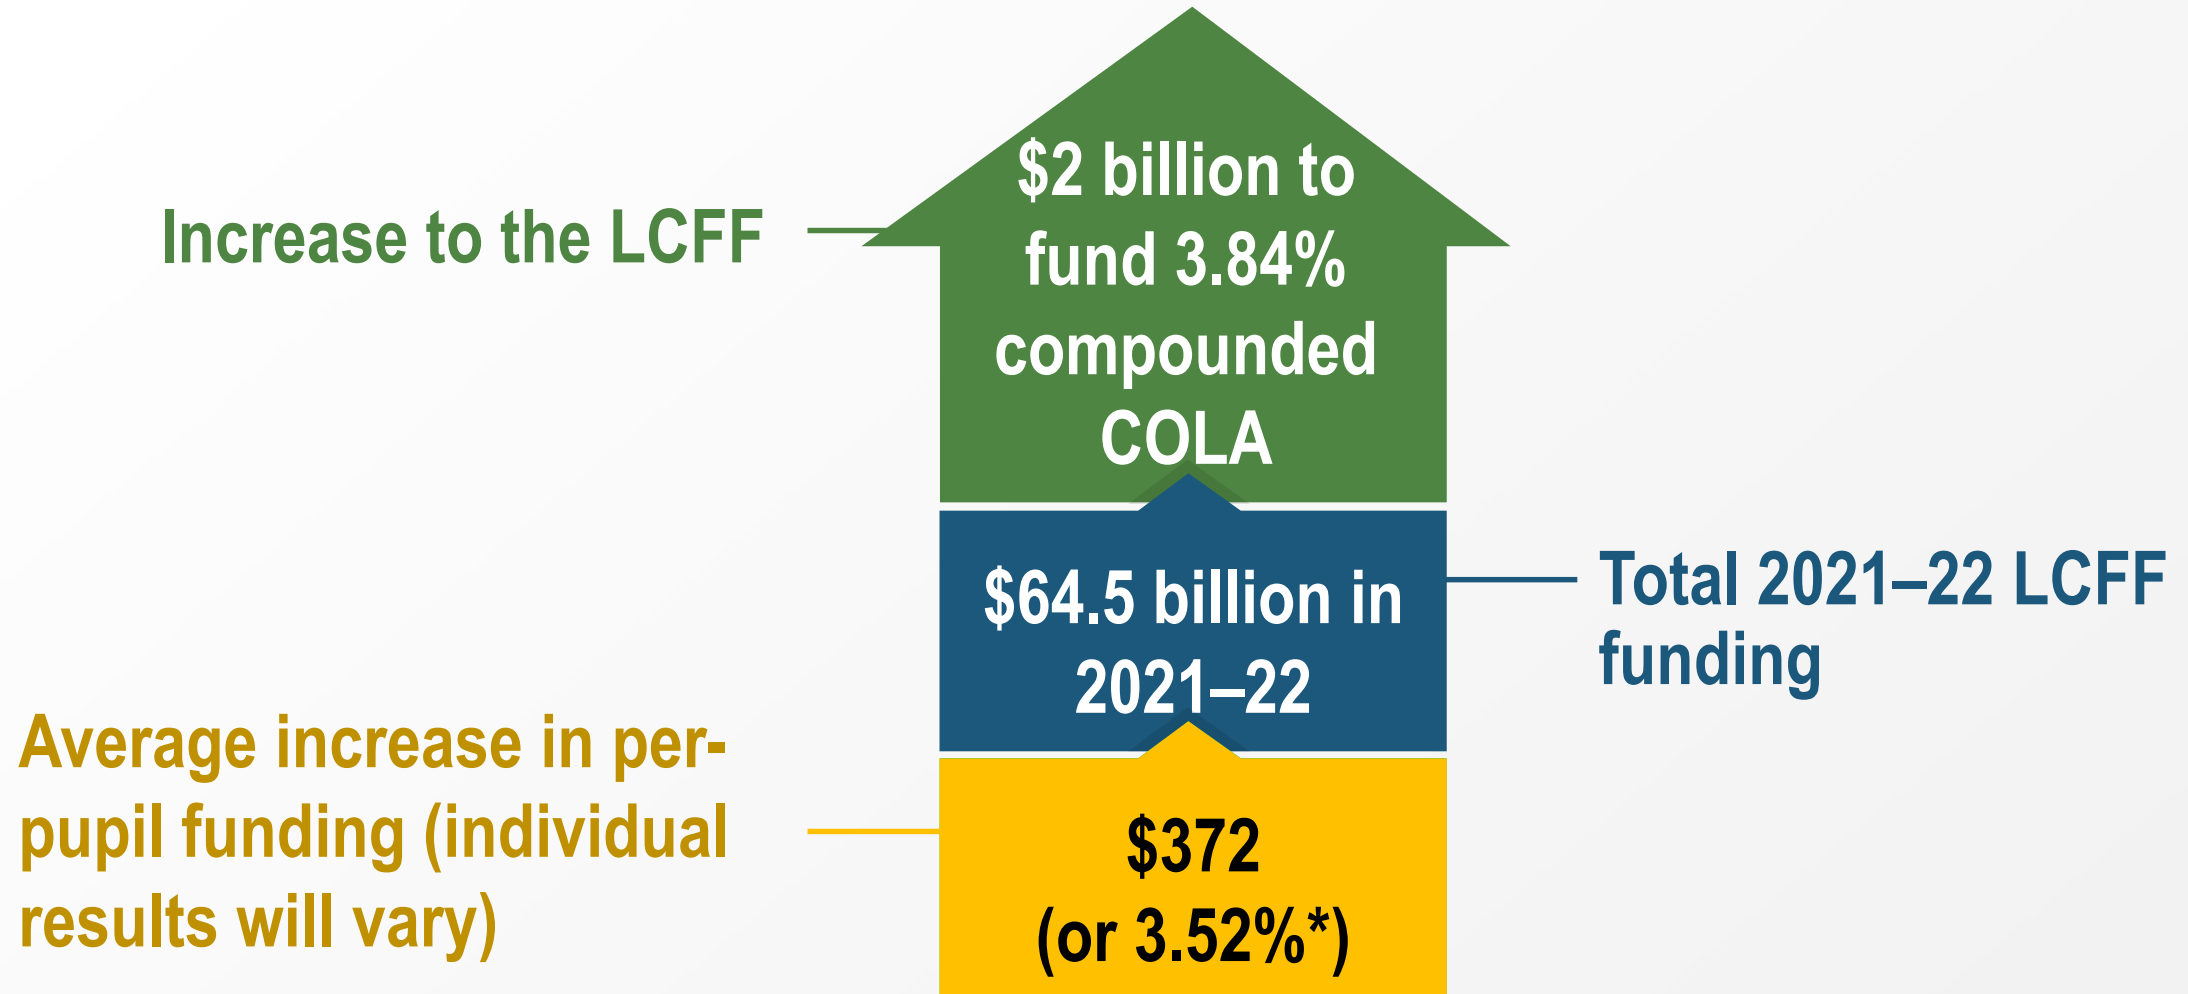 Increase to the LCFF
$2 billion to
fund 3.84%
compounded
COLA
$64.5 billion in
2021–22
Total 2021–22 LCFF
funding
Average increase in per-
pupil funding (individual
results will vary)
$372
(or 3.52%*)